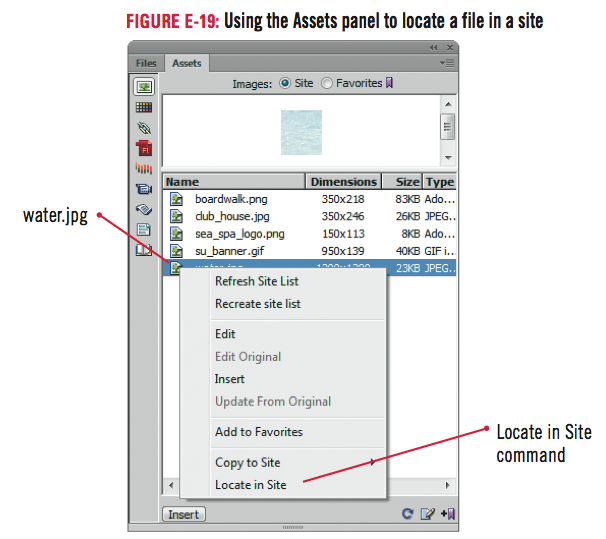 FIGURE E-19: Using the Assets panel to locate a file in a site
Files Assets
Images: Site Favorites
Name Dimensions Size Type
boardwalk.png 350x218 83KB Ado...
club_house.jpg 350x246 26KB JPEG..
sea_spa_logo.png 150x113 8KB Ado...
su_banner.gif 950x139 40KB GIF i...
water.jpg
23KB JPEG..
Refresh Site List
Recreate site list
Edit
Edit Original
Insert
Update From Original
Add to Favorites
Copy to Site
Locate in Site
Locate in Site
command
Insert